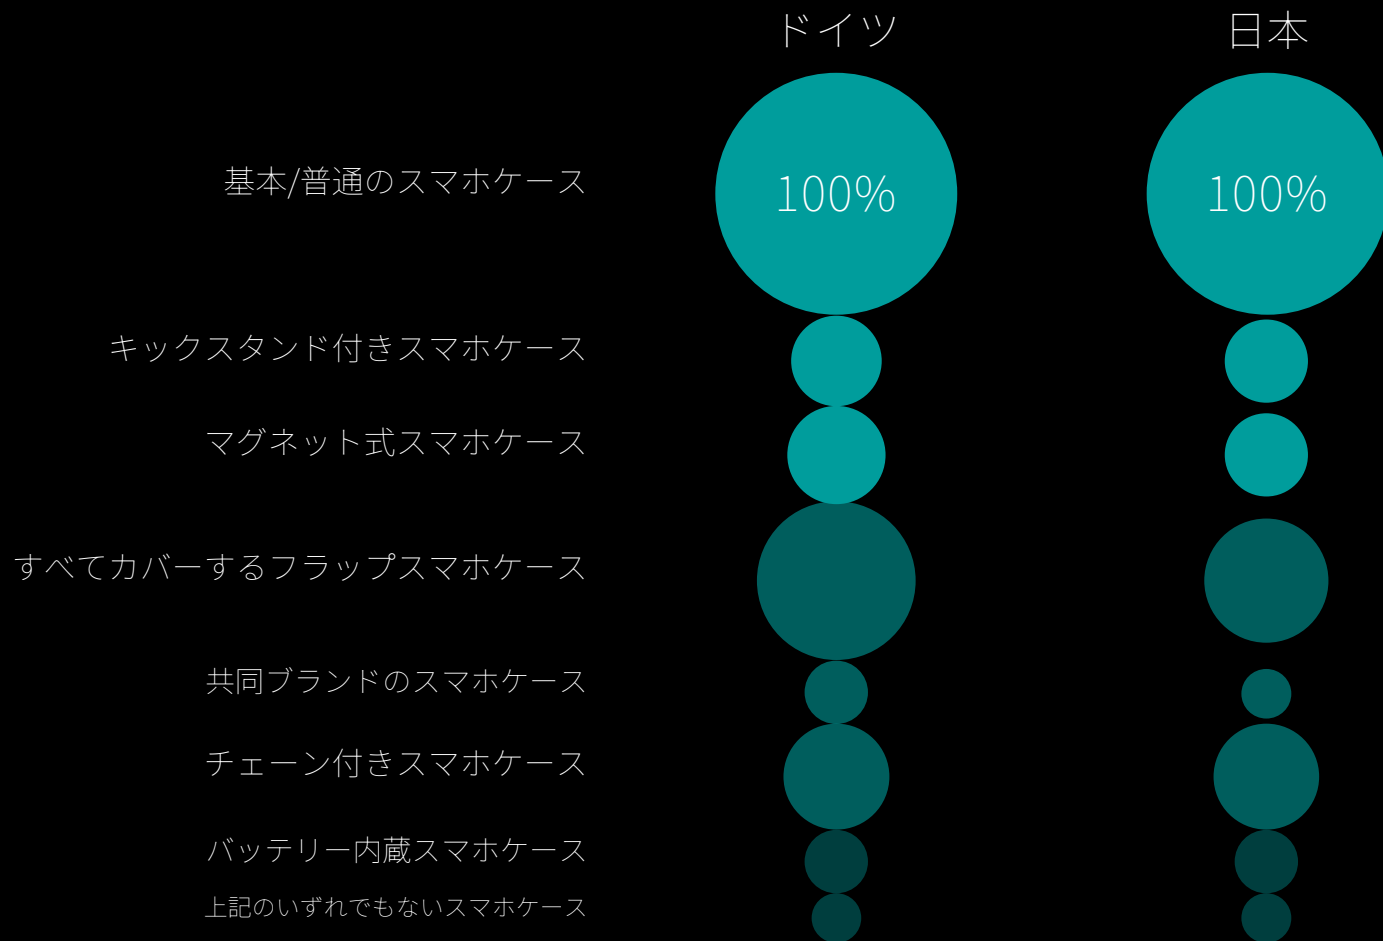 ドイツ 日本
基本/普通のスマホケース 100% 100%
キックスタンド付きスマホケース
マグネット式スマホケース
すべてカバーするフラップスマホケース
共同ブランドのスマホケース
チェーン付きスマホケース
バッテリー内蔵スマホケース
上記のいずれでもないスマホケース